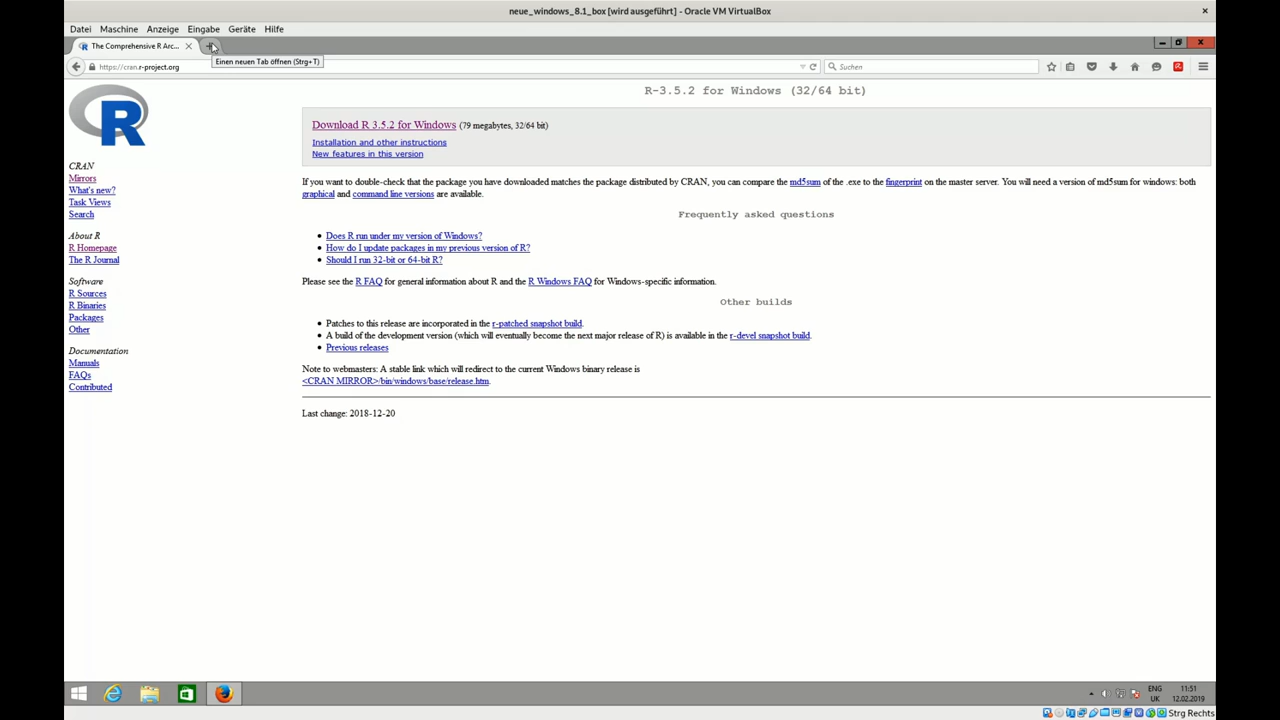 neue_windows_8.1_box [wird ausgeführt] - Oracle VM VirtualBox
×
Datei Maschine Anzeige Eingabe Geräte Hilfe
The Comprehensive R Arc...
Einen neuen Tab öffnen (Strg+T)
https://cran.r-project.org
Suchen
R
CRAN
Mirrors
What's new?
Task Views
Search
About R
R Homepage
The R Journal
Software
R Sources
R Binaries
Packages
Other
Documentation
Manuals
FAQs
Contributed
R-3.5.2 for Windows (32/64 bit)
Download R 3.5.2 for Windows (79 megabytes, 32/64 bit)
Installation and other instructions
New features in this version
If you want to double-check that the package you have downloaded matches the package distributed by CRAN, you can compare the md5sum of the .exe to the fingerprint on the master server. You will need a version of md5sum for windows: both
graphical and command line versions are available.
Frequently asked questions
• Does R run under my version of Windows?
• How do I update packages in my previous version of R?
• Should I run 32-bit or 64-bit R?
Please see the R FAQ for general information about R and the R Windows FAQ for Windows-specific information.
Other builds
• Patches to this release are incorporated in the r-patched snapshot build.
• A build of the development version (which will eventually become the next major release of R) is available in the r-devel snapshot build.
• Previous releases
Note to webmasters: A stable link which will redirect to the current Windows binary release is
<CRAN MIRROR>/bin/windows/base/release.htm.
Last change: 2018-12-20
ENG
UK
11:51
12.02.2019
Strg Rechts